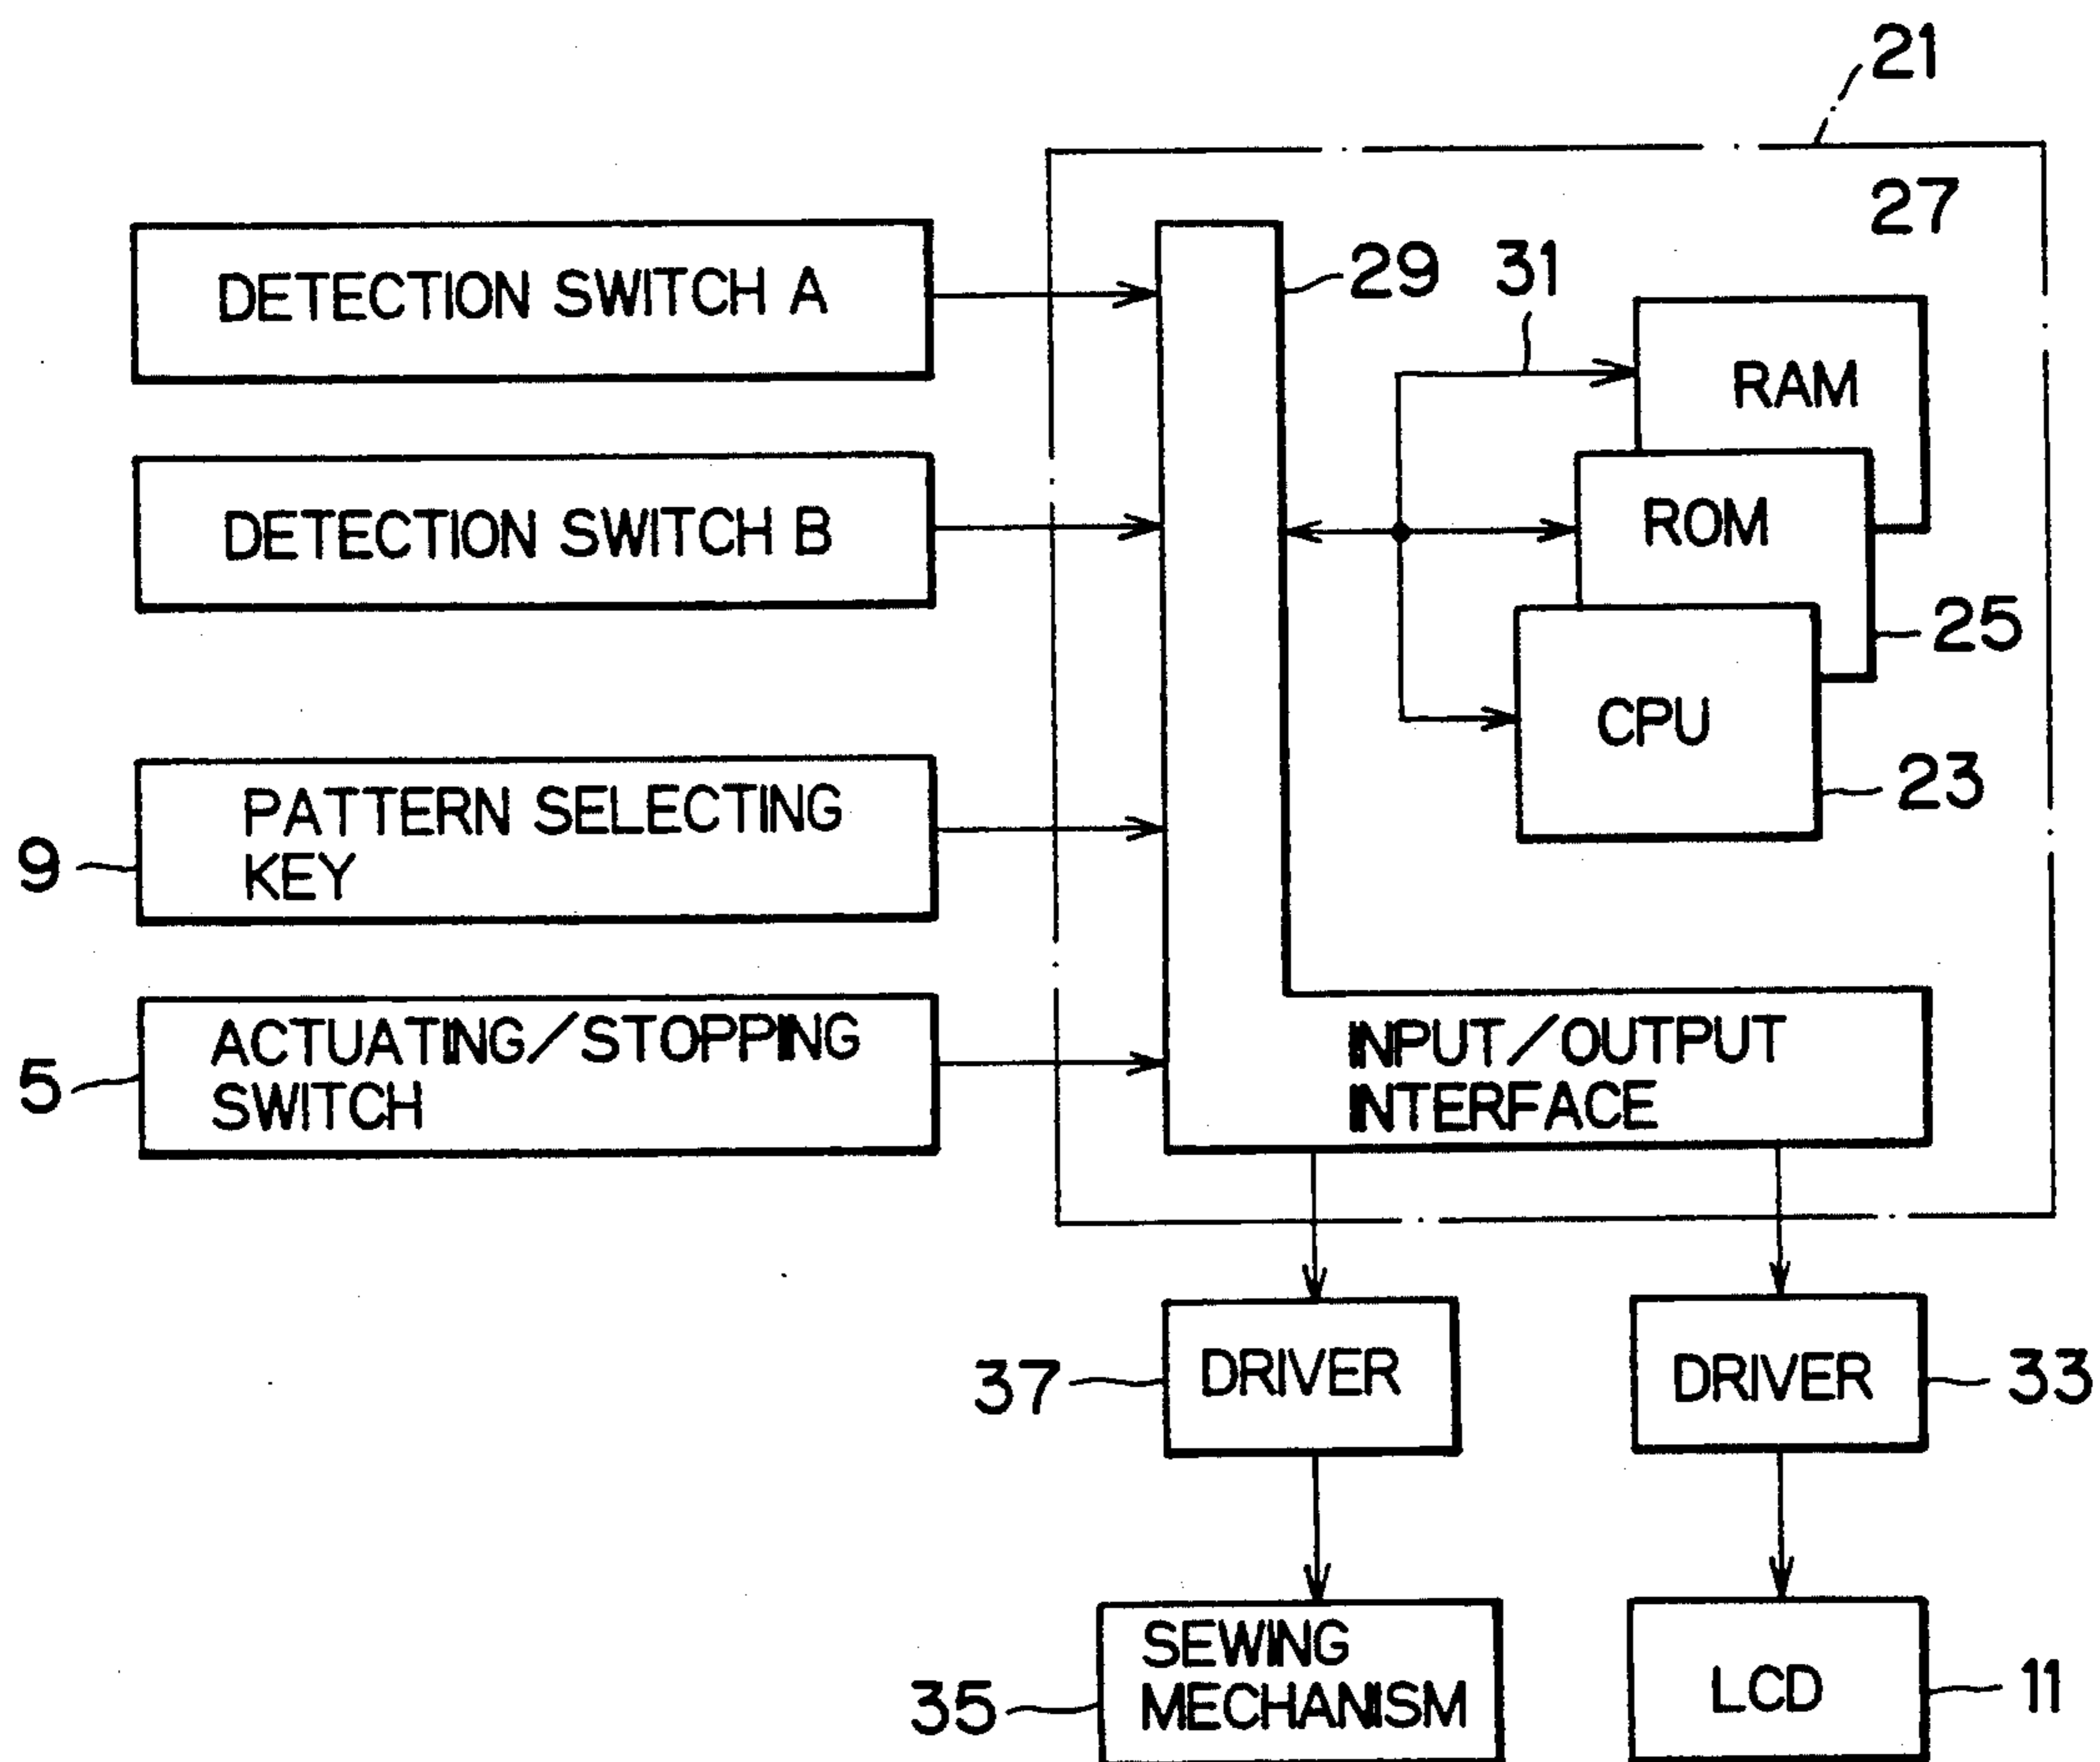 21
27
DETECTION SWITCH A
29
31
RAM
DETECTION SWITCH B
ROM
25
CPU
23
9
PATTERN SELECTING
KEY
5
ACTUATING/STOPPING
SWITCH
INPUT/OUTPUT
INTERFACE
37
DRIVER
DRIVER
33
35
SEWING
MECHANISM
LCD
11